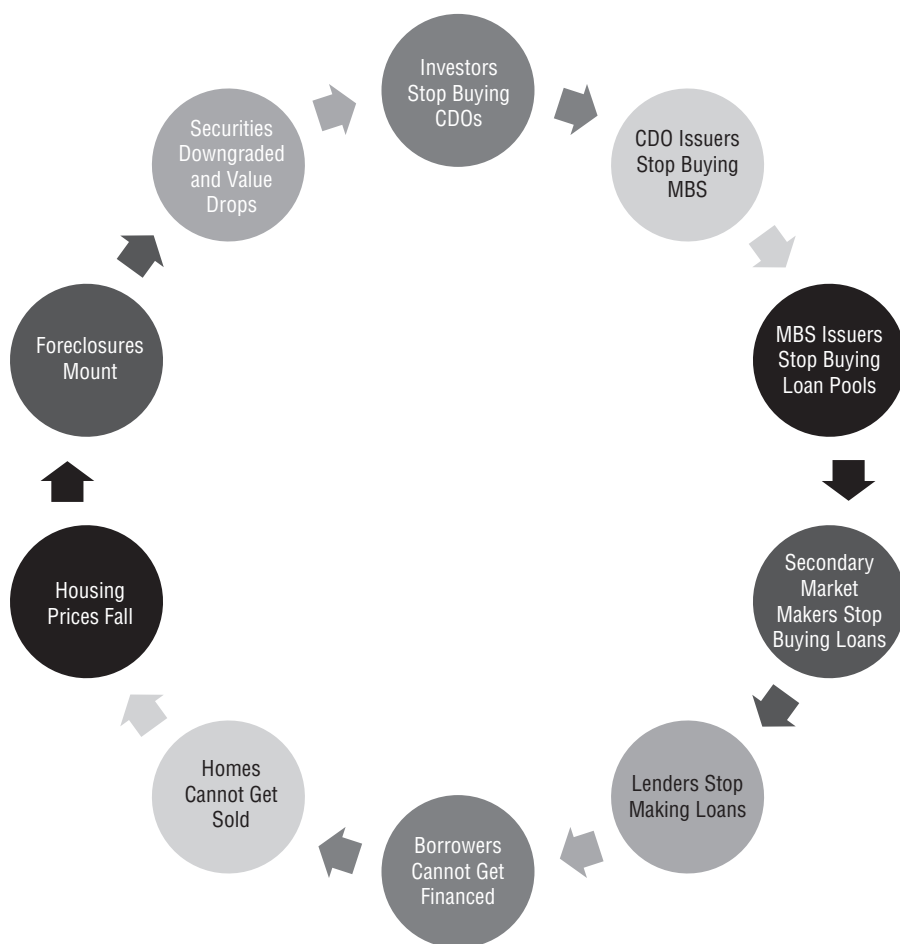 Investors
Stop Buying
CDOs
CDO Issuers
Stop Buying
MBS
MBS Issuers
Stop Buying
Loan Pools
Secondary
Market
Makers Stop
Buying Loans
Lenders Stop
Making Loans
Borrowers
Cannot Get
Financed
Homes
Cannot Get
Sold
Housing
Prices Fall
Foreclosures
Mount
Securities
Downgraded
and Value
Drops